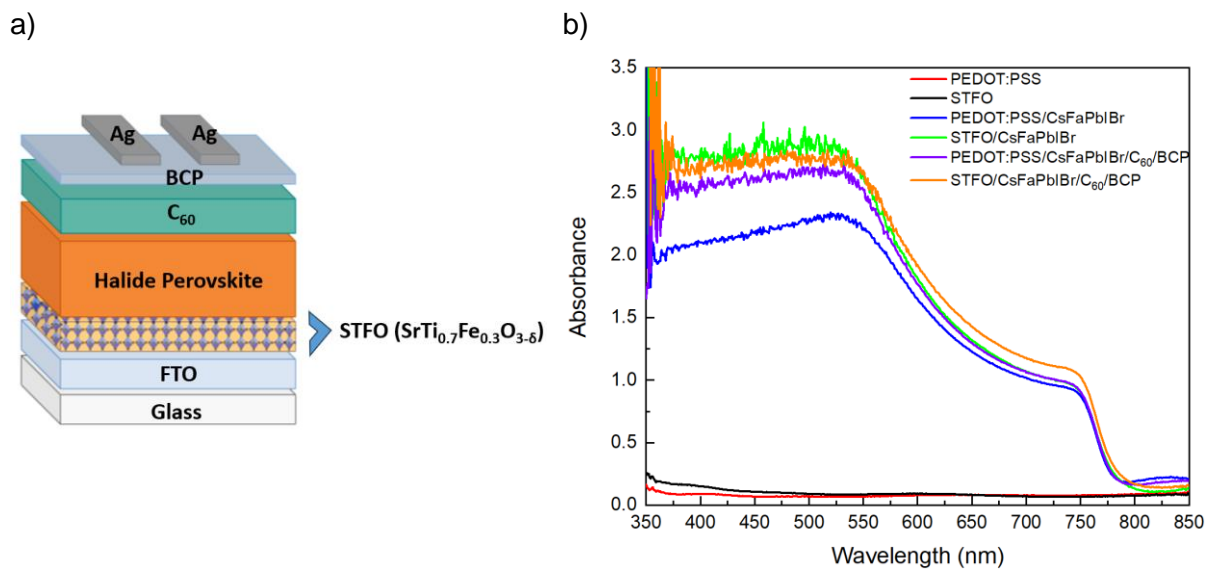 a)
Ag Ag
BCP
C₆₀
Halide Perovskite
STFO (SrTi₀.₇Fe₀.₃O₃₋δ)
FTO
Glass
b)
3.5
3.0
2.5
2.0
1.5
1.0
0.5
0.0
Absorbance
PEDOT:PSS
STFO
PEDOT:PSS/CsFaPbIBr
STFO/CsFaPbIBr
PEDOT:PSS/CsFaPbIBr/C₆₀/BCP
STFO/CsFaPbIBr/C₆₀/BCP
350 400 450 500 550 600 650 700 750 800 850
Wavelength (nm)